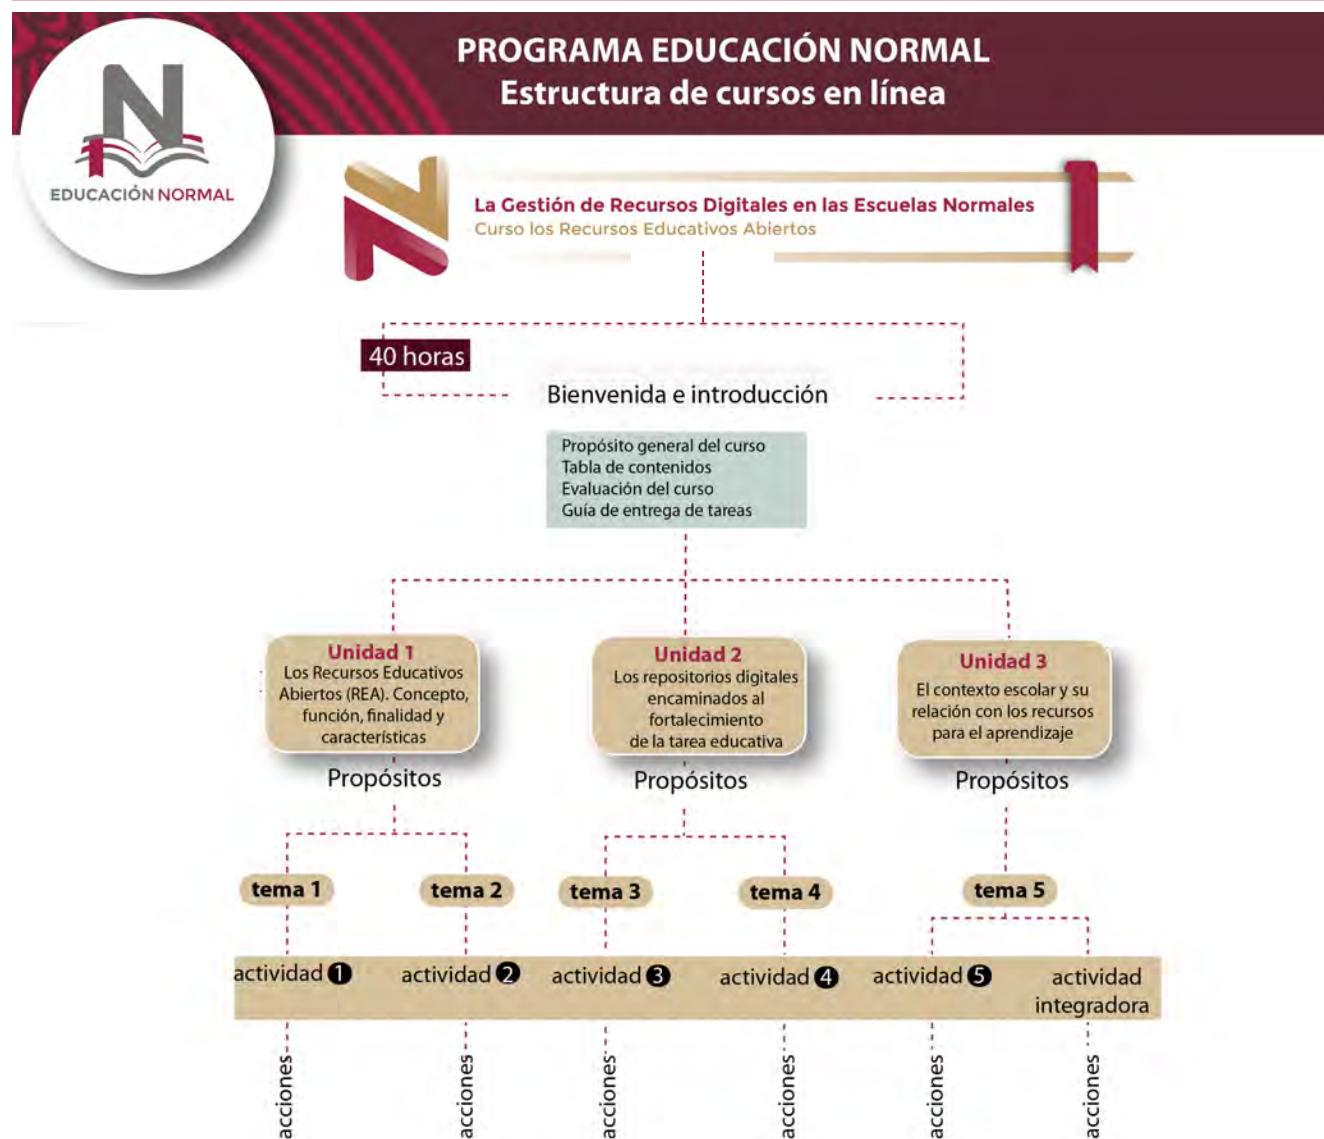 PROGRAMA EDUCACIÓN NORMAL
Estructura de cursos en línea
N
EDUCACIÓN NORMAL
La Gestión de Recursos Digitales en las Escuelas Normales
Curso los Recursos Educativos Abiertos
40 horas
Bienvenida e introducción
Propósito general del curso
Tabla de contenidos
Evaluación del curso
Guía de entrega de tareas
Unidad 1
Los Recursos Educativos
Abiertos (REA). Concepto,
función, finalidad y
características
Propósitos
Unidad 2
Los repositorios digitales
encaminados al
fortalecimiento
de la tarea educativa
Propósitos
Unidad 3
El contexto escolar y su
relación con los recursos
para el aprendizaje
Propósitos
tema 1
tema 2
tema 3
tema 4
tema 5
actividad 1
actividad 2
actividad 3
actividad 4
actividad 5
actividad
integradora
acciones
acciones
acciones
acciones
acciones
acciones